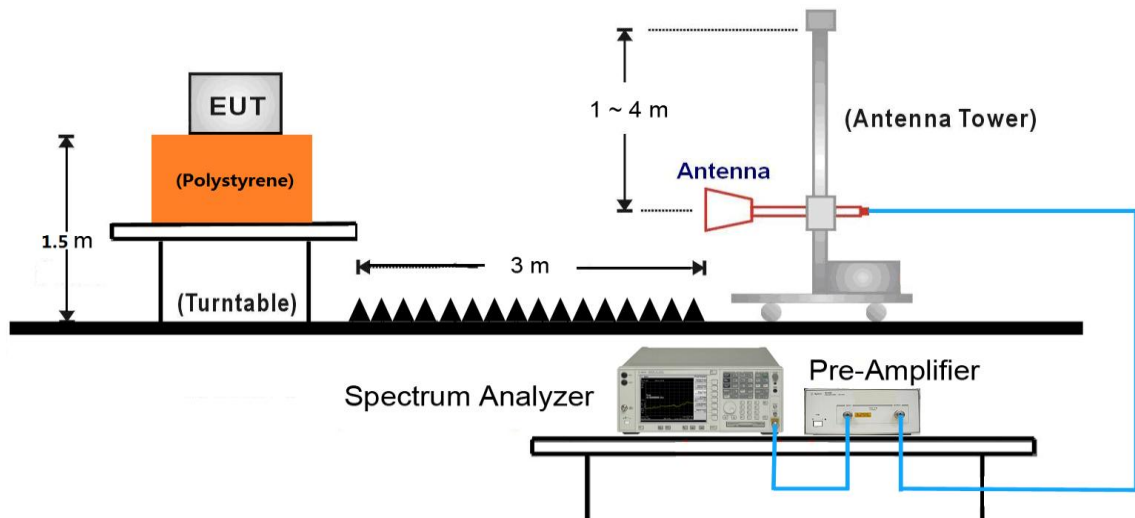 EUT
1 ~ 4 m
(Antenna Tower)
(Polystyrene)
Antenna
1.5 m
3 m
(Turntable)
Spectrum Analyzer
Pre-Amplifier